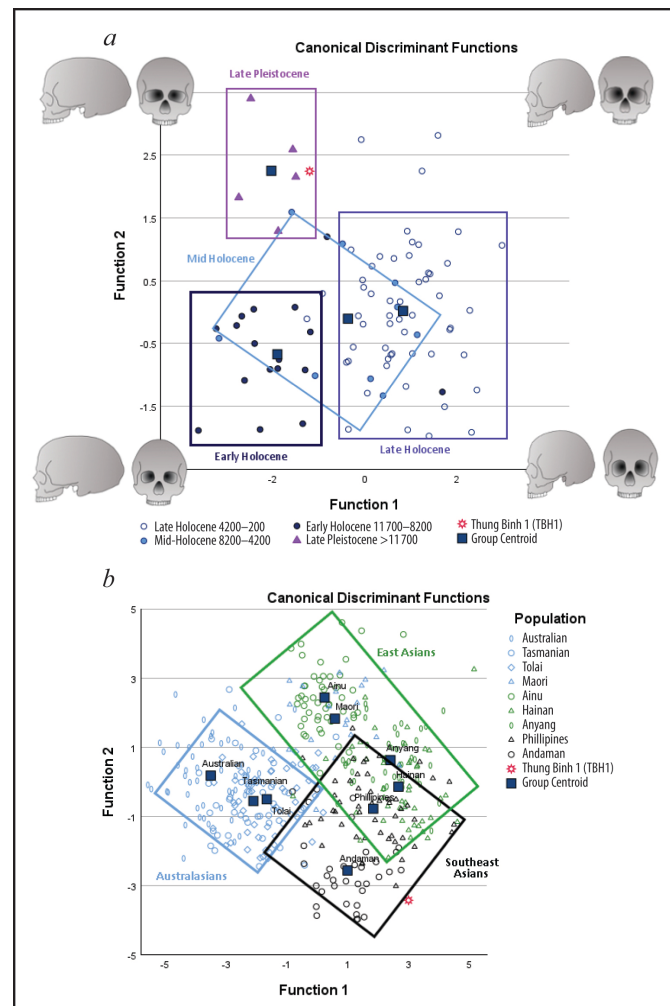 a
Canonical Discriminant Functions
Late Pleistocene
2.5
1.5
Mid Holocene
0.5
-0.5
-1.5
Function 2
Early Holocene
Late Holocene
-2
0
2
Function 1
Late Holocene 4200–200
Mid-Holocene 8200–4200
Early Holocene 11700–8200
Late Pleistocene >11700
Thung Binh 1 (TBH1)
Group Centroid
b
Canonical Discriminant Functions
5
3
1
-1
-3
-5
Function 2
East Asians
Ainu
Maori
Anyang
Hainan
Australian
Tasmanian
Tolai
Philipines
Andaman
Australasians
Southeast
Asians
-5
-3
-1
1
3
5
Function 1
Population
Australian
Tasmanian
Tolai
Maori
Ainu
Hainan
Anyang
Phillipines
Andaman
Thung Binh 1 (TBH1)
Group Centroid